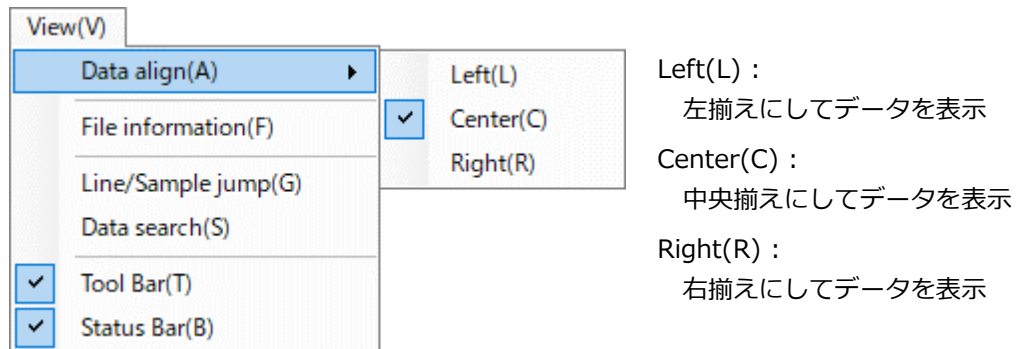 View(V)
Data align(A)
File information(F)
Line/Sample jump(G)
Data search(S)
Tool Bar(T)
Status Bar(B)
Left(L)
Center(C)
Right(R)
Left(L) :
左揃えにしてデータを表示
Center(C) :
中央揃えにしてデータを表示
Right(R) :
右揃えにしてデータを表示